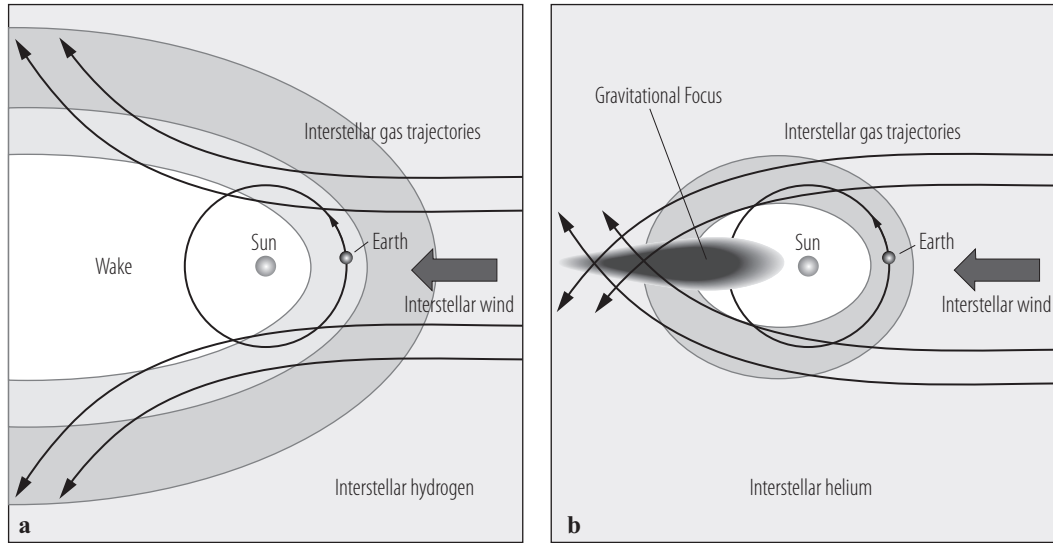 Interstellar gas trajectories
Sun
Earth
Wake
Interstellar wind
Interstellar hydrogen
a
Gravitational Focus
Interstellar gas trajectories
Sun
Earth
Interstellar wind
Interstellar helium
b